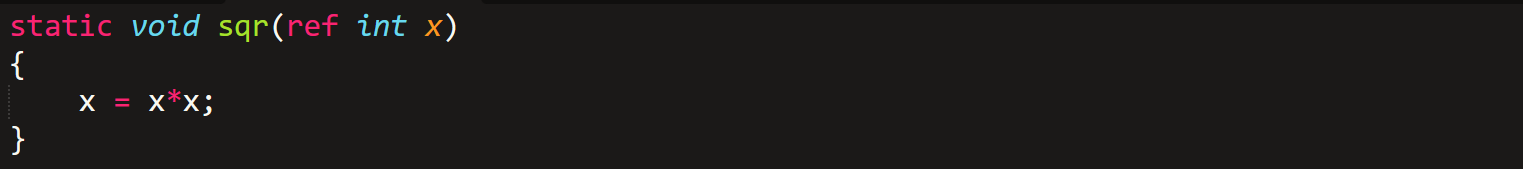 static void sqr(ref int x)
{
    x = x*x;
}